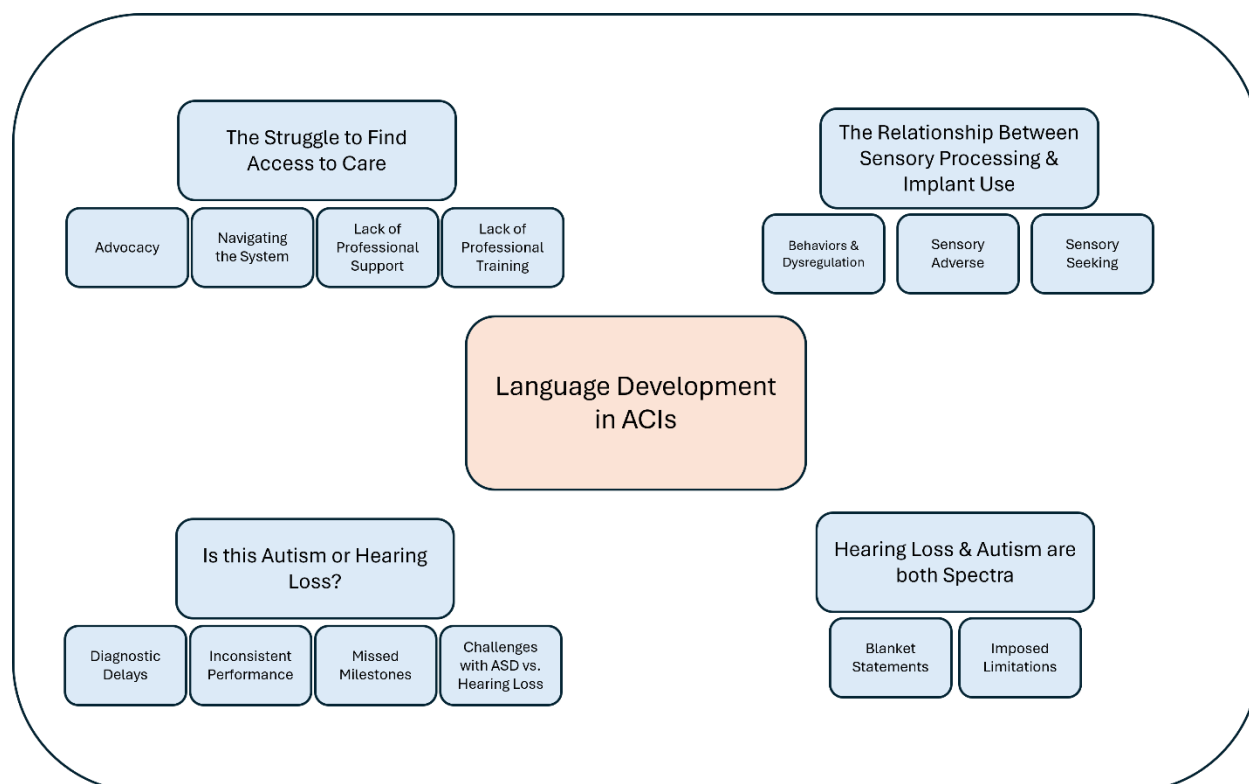 The Struggle to Find
Access to Care
Advocacy
Navigating
the System
Lack of
Professional
Support
Lack of
Professional
Training
The Relationship Between
Sensory Processing &
Implant Use
Behaviors &
Dysregulation
Sensory
Adverse
Sensory
Seeking
Language Development
in ACIs
Is this Autism or Hearing
Loss?
Diagnostic
Delays
Inconsistent
Performance
Missed
Milestones
Challenges
with ASD vs.
Hearing Loss
Hearing Loss & Autism are
both Spectra
Blanket
Statements
Imposed
Limitations